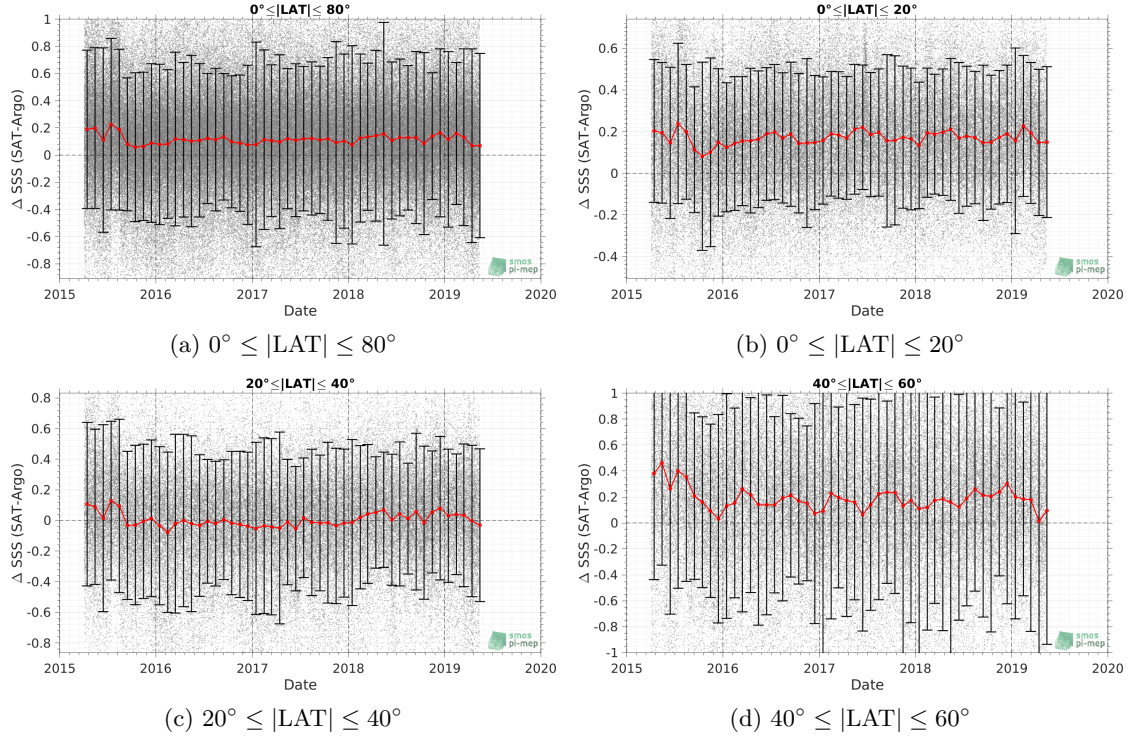 0°≤|LAT|≤ 80°
Δ SSS (SAT-Argo)
1
0.8
0.6
0.4
0.2
0
-0.2
-0.4
-0.6
-0.8
2015 2016 2017 2018 2019 2020
Date
smos
pi-mep
(a) 0° ≤ |LAT| ≤ 80°
0°≤|LAT|≤ 20°
Δ SSS (SAT-Argo)
0.6
0.4
0.2
0
-0.2
-0.4
2015 2016 2017 2018 2019 2020
Date
smos
pi-mep
(b) 0° ≤ |LAT| ≤ 20°
20°≤|LAT|≤ 40°
Δ SSS (SAT-Argo)
0.8
0.6
0.4
0.2
0
-0.2
-0.4
-0.6
-0.8
2015 2016 2017 2018 2019 2020
Date
smos
pi-mep
(c) 20° ≤ |LAT| ≤ 40°
40°≤|LAT|≤ 60°
Δ SSS (SAT-Argo)
1
0.8
0.6
0.4
0.2
0
-0.2
-0.4
-0.6
-0.8
-1
2015 2016 2017 2018 2019 2020
Date
smos
pi-mep
(d) 40° ≤ |LAT| ≤ 60°